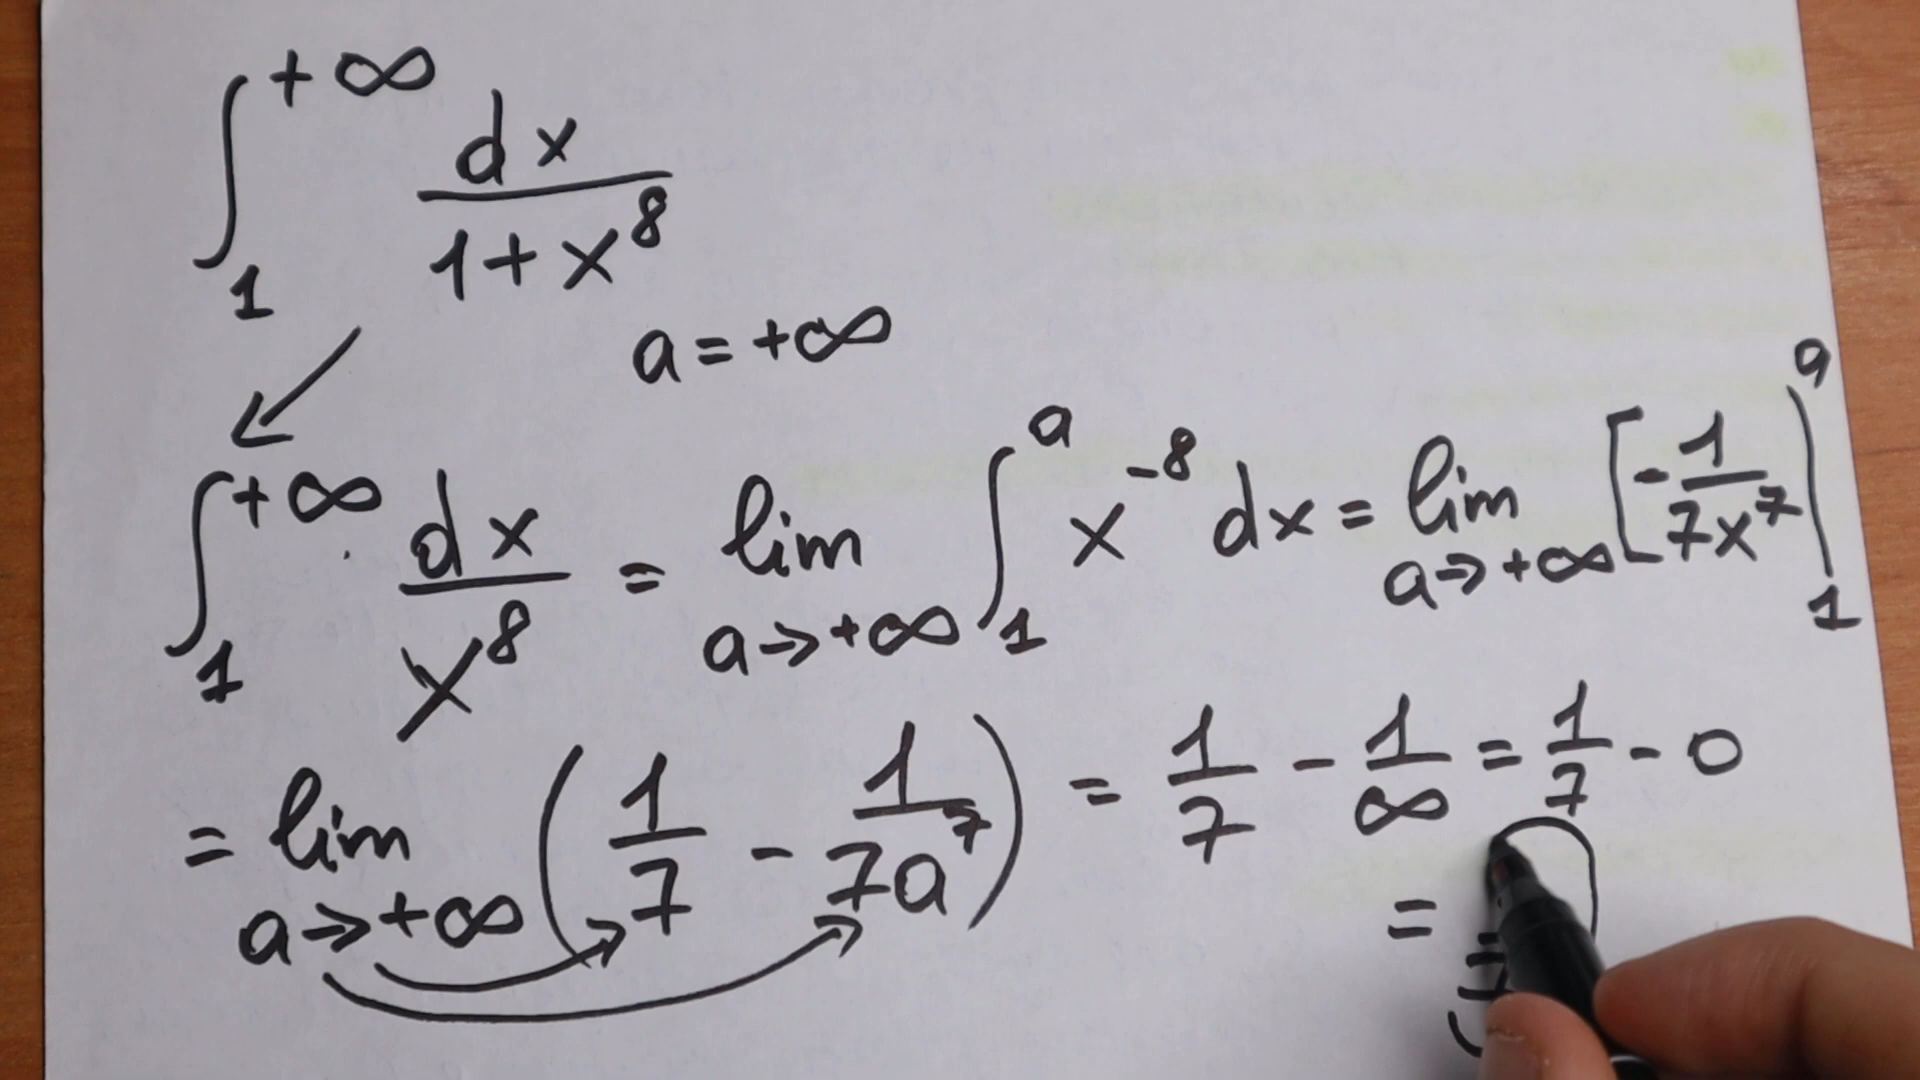 ∫₁^{+∞} dx/(1+x⁸)
a = +∞
∫₁^{+∞} dx/x⁸ = lim_{a→+∞} ∫₁^a x⁻⁸ dx = lim_{a→+∞} [-1/(7x⁷)|₁^a
= lim_{a→+∞} (1/7 - 1/(7a⁷)) = 1/7 - 1/∞ = 1/7 - 0
=